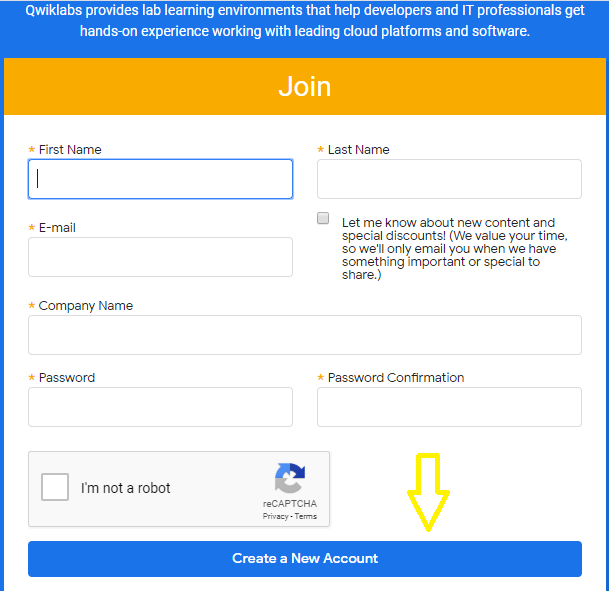 Qwiklabs provides lab learning environments that help developers and IT professionals get
hands-on experience working with leading cloud platforms and software.
Join
* First Name
* Last Name
* E-mail
Let me know about new content and
special discounts! (We value your time,
so we'll only email you when we have
something important or special to
share.)
* Company Name
* Password
* Password Confirmation
I'm not a robot
reCAPTCHA
Privacy - Terms
Create a New Account